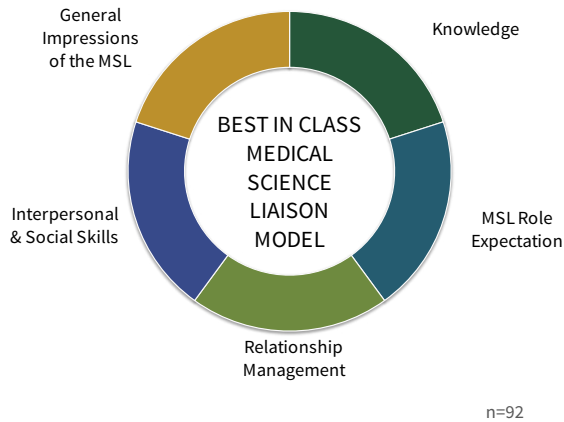 General
Impressions
of the MSL
Knowledge
BEST IN CLASS
MEDICAL
SCIENCE
LIAISON
MODEL
Interpersonal
& Social Skills
MSL Role
Expectation
Relationship
Management
n=92